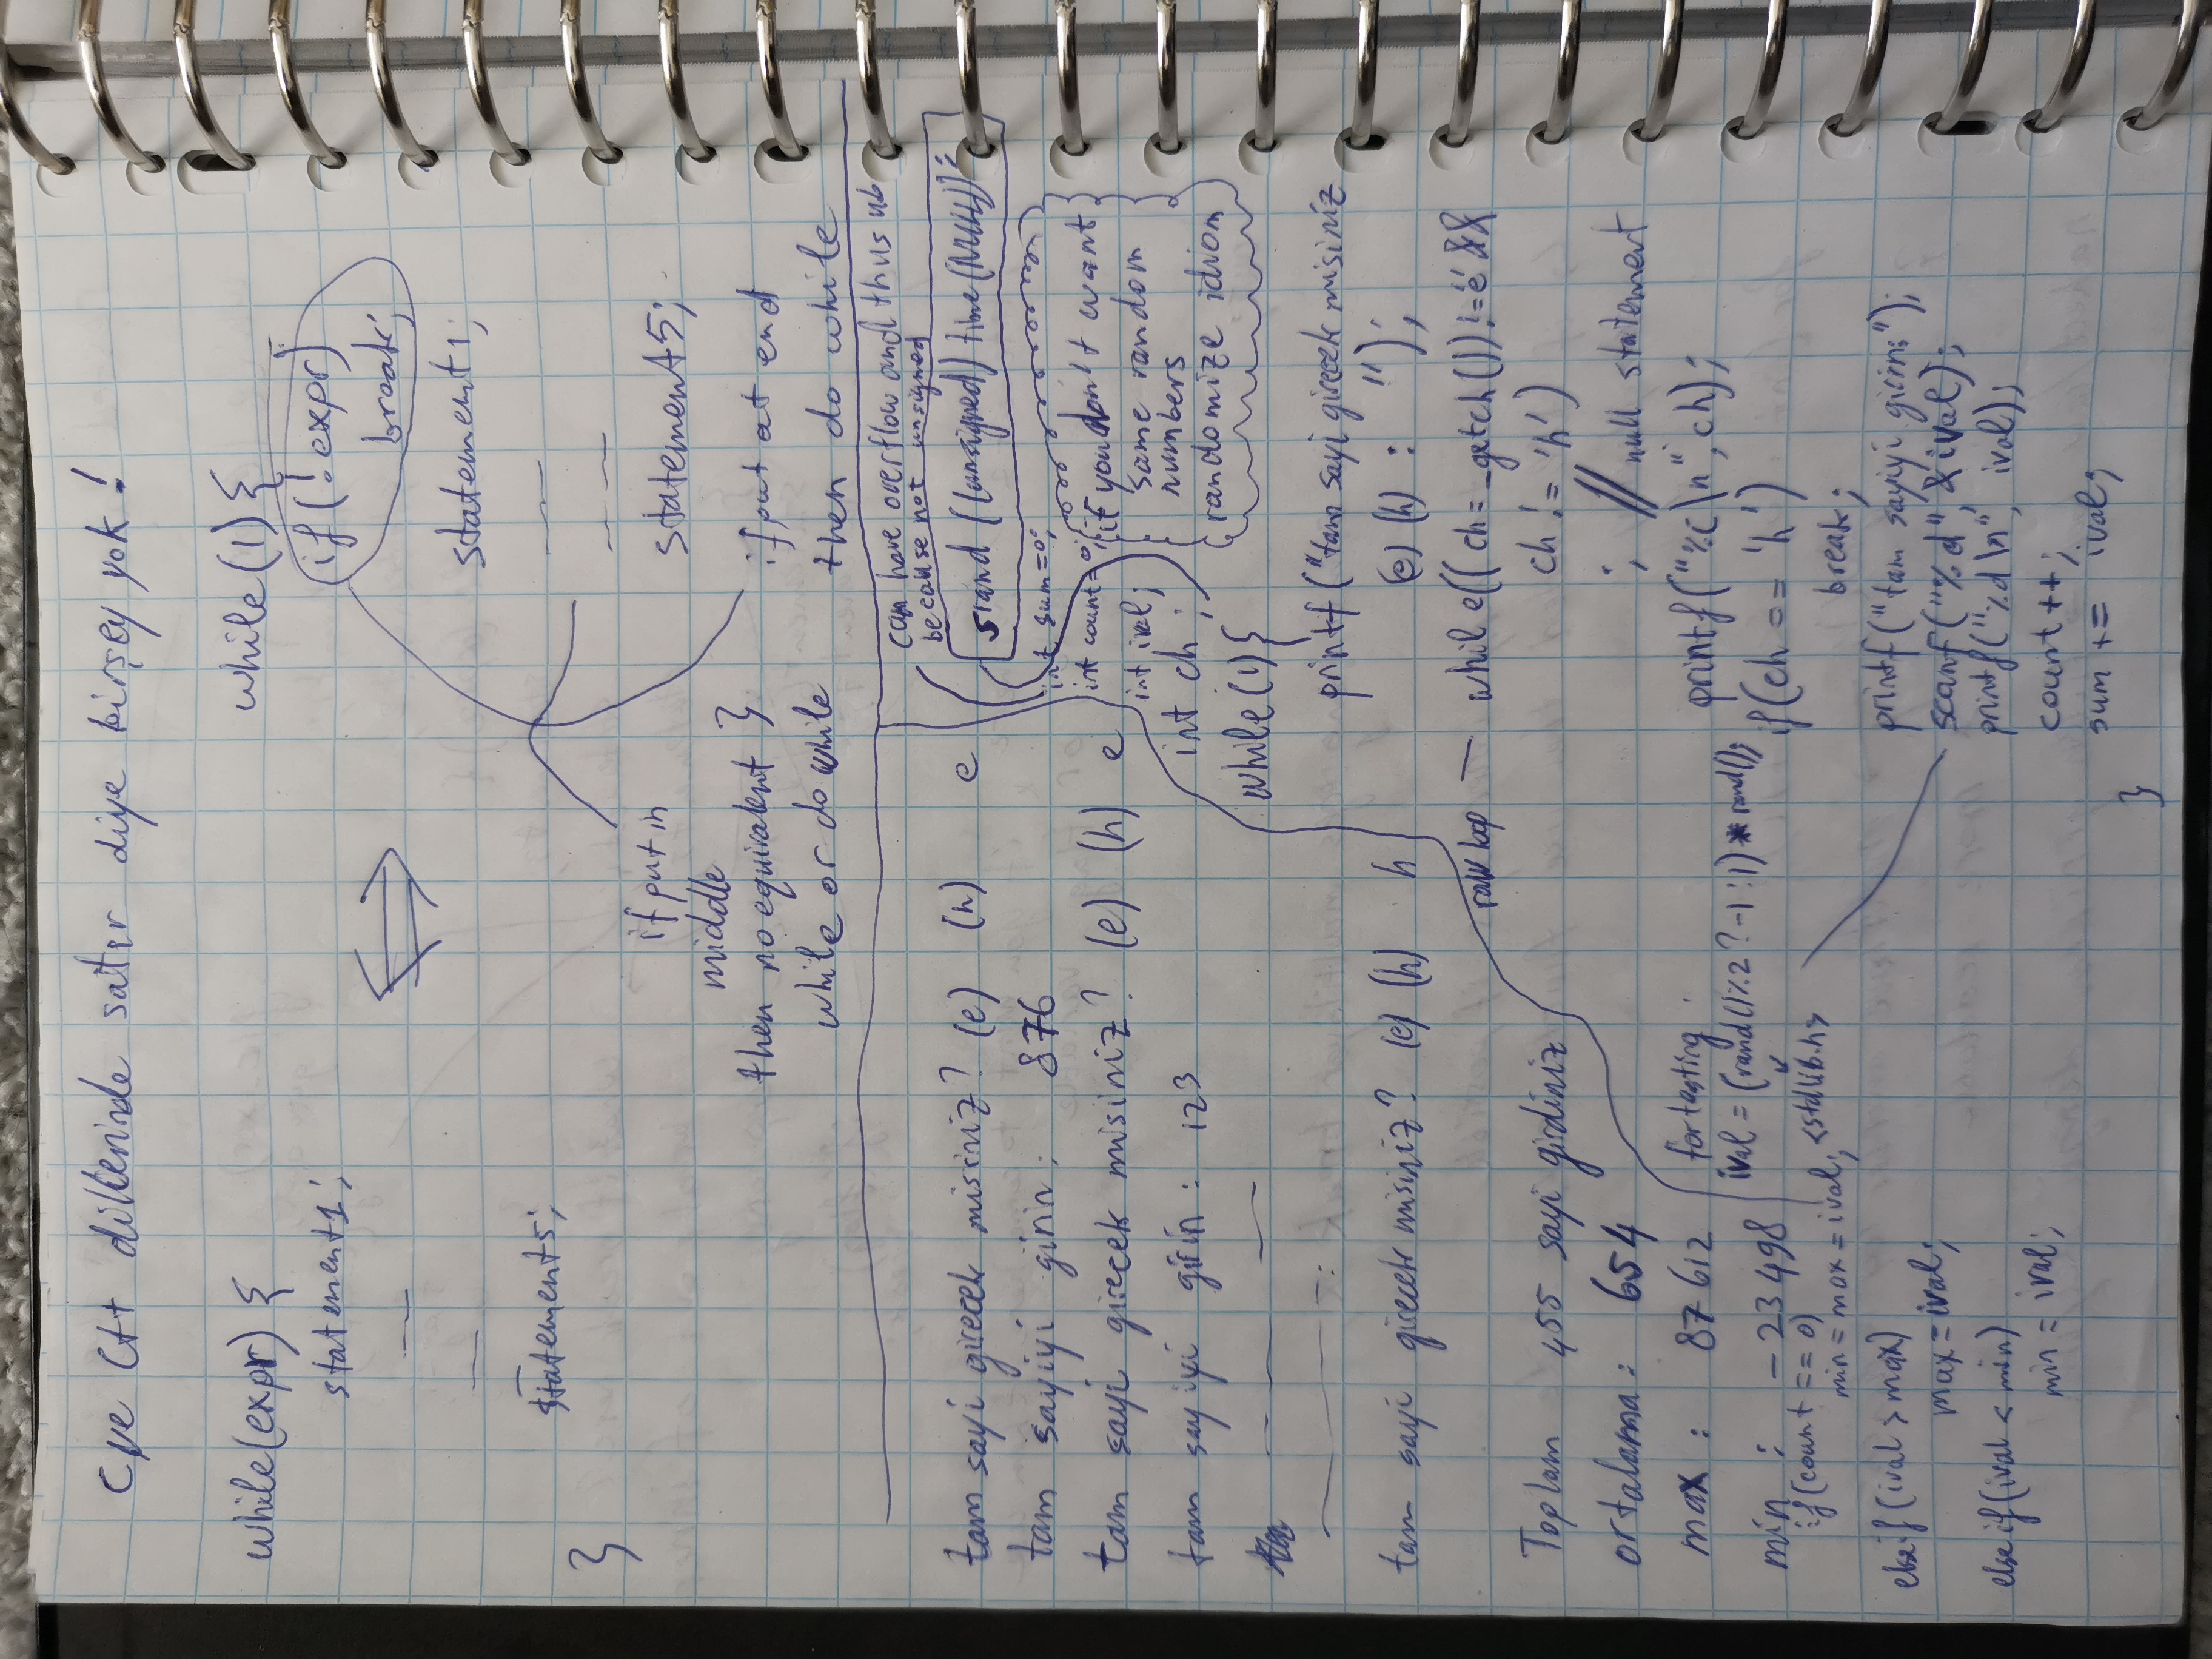 C ve C++ dillerinde satır diye birşey yok!
while(expr) {
statement1;
statement5;
}
while(1){
if(!expr)
break;
statement1;
statement5;
}
if put in
middle
then no equivalent
while or do while
if put at end
then do while
tam sayi girecek misiniz? (e) (h) e
tam sayiyi girin: 876
tam sayi girecek misiniz? (e) (h) e
tam sayiyi girin: 123
tam sayi girecek misiniz? (e) (h) h
Toplam 455 sayi girdiniz
ortalama: 654
max : 87612
min : -23498
if(count == 0)
min = max = ival;
else if(ival > max)
max = ival;
else if(ival < min)
min = ival;
for testing
ival = (rand()%2 ? -1 : 1) * rand();
<stdlib.h>
can have overflow and thus ub
because not unsigned
srand((unsigned) time(NULL));
int sum=0;
int count=0;
int ival;
int ch;
if you don't want
same random
numbers
randomize idiom
while(1){
printf("tam sayi girecek misiniz
(e) (h) : ");
raw loop — while((ch = _getch()) != 'e' &&
ch != 'h')
; // null statement
printf("%c\n", ch);
if(ch == 'h')
break;
printf("tam sayiyi girin:");
scanf("%d", &ival);
printf("%d\n", ival);
count++;
sum += ival;
}